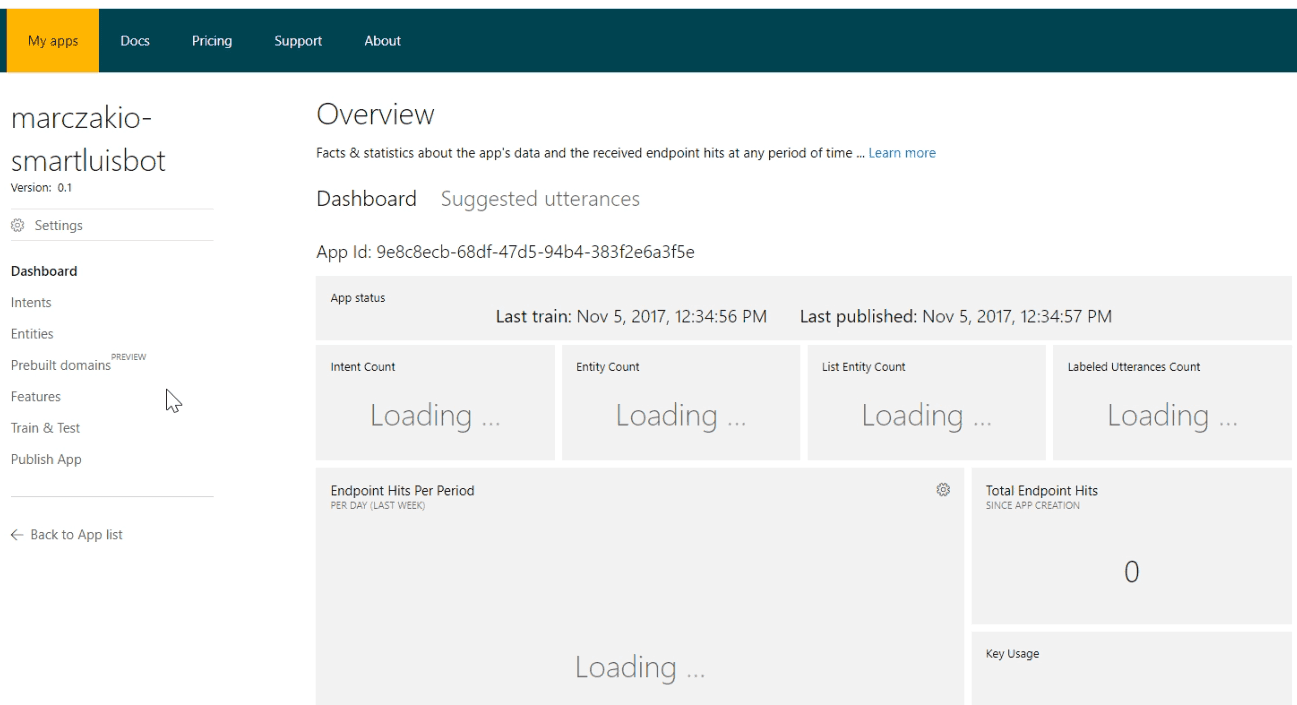 My apps Docs Pricing Support About
marczakio-
smartluisbot
Version: 0.1
Settings
Dashboard
Intents
Entities
Prebuilt domains PREVIEW
Features
Train & Test
Publish App
Back to App list
Overview
Facts & statistics about the app's data and the received endpoint hits at any period of time ... Learn more
Dashboard Suggested utterances
App Id: 9e8c8ecb-68df-47d5-94b4-383f2e6a3f5e
App status
Last train: Nov 5, 2017, 12:34:56 PM Last published: Nov 5, 2017, 12:34:57 PM
Intent Count Entity Count List Entity Count Labeled Utterances Count
Loading ... Loading ... Loading ... Loading ...
Endpoint Hits Per Period
PER DAY (LAST WEEK)
Loading ...
Total Endpoint Hits
SINCE APP CREATION
0
Key Usage